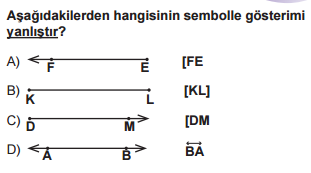 Aşağıdakilerden hangisinin sembolle gösterimi
yanlıştır?
A) F E [FE
B) K L [KL]
C) D M [DM
D) A B BA